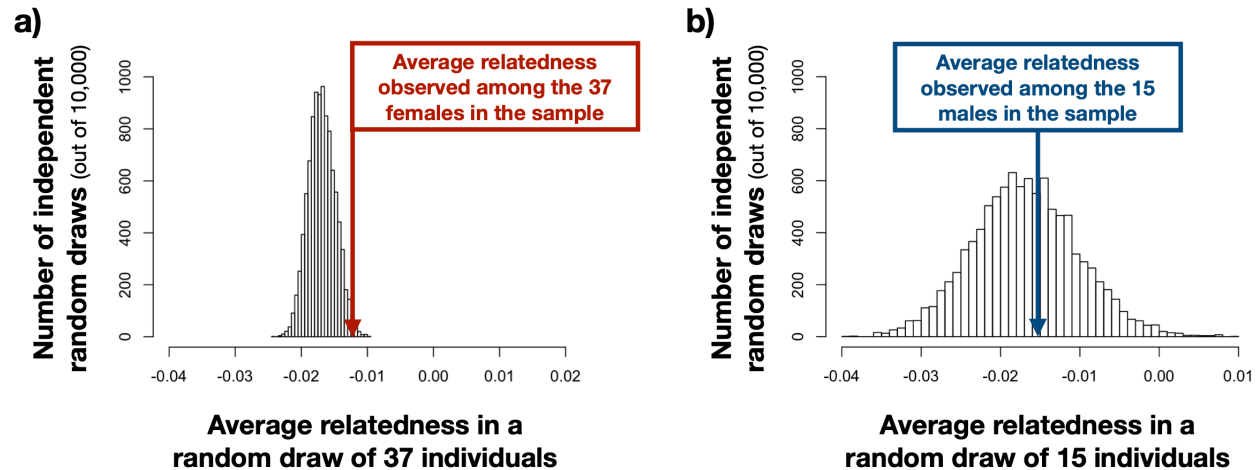 a)
Number of independent
random draws (out of 10,000)
1000
800
600
400
200
0
Average relatedness
observed among the 37
females in the sample
-0.04 -0.03 -0.02 -0.01 0.00 0.01 0.02
Average relatedness in a
random draw of 37 individuals
b)
Number of independent
random draws (out of 10,000)
1000
800
600
400
200
0
Average relatedness
observed among the 15
males in the sample
-0.04 -0.03 -0.02 -0.01 0.00 0.01
Average relatedness in a
random draw of 15 individuals